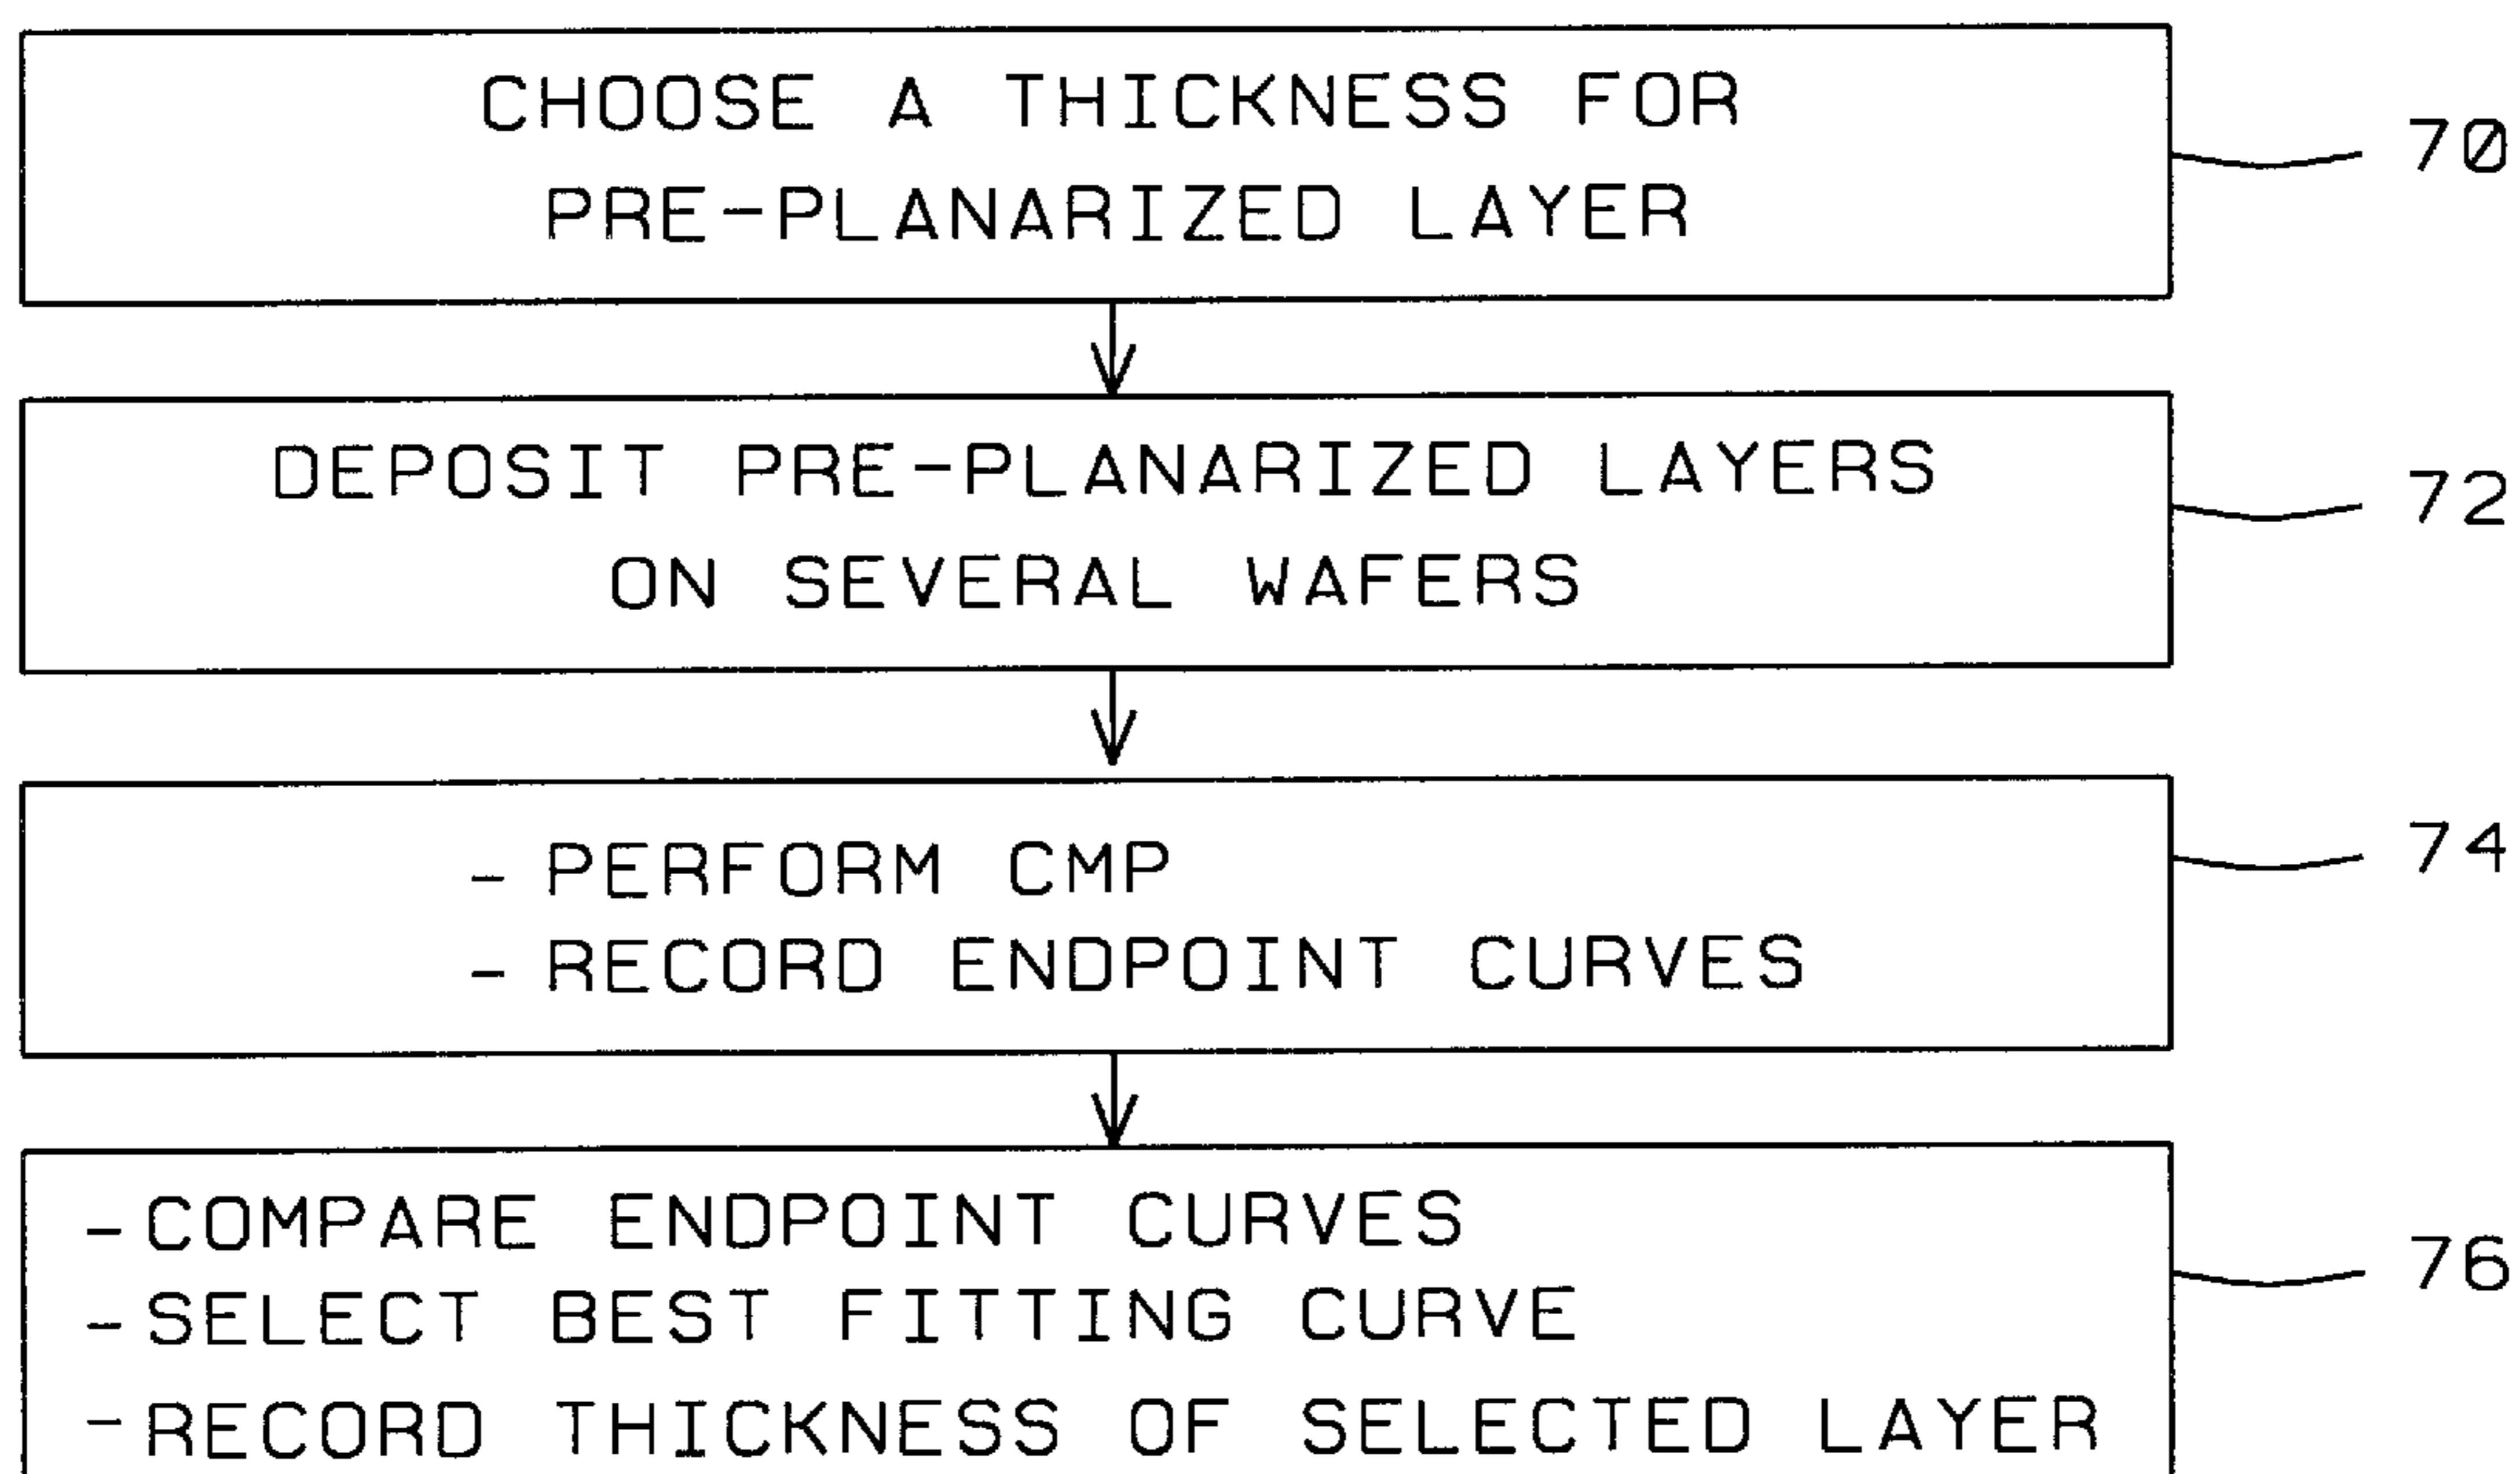 CHOOSE A THICKNESS FOR
PRE-PLANARIZED LAYER
70
DEPOSIT PRE-PLANARIZED LAYERS
ON SEVERAL WAFERS
72
- PERFORM CMP
- RECORD ENDPOINT CURVES
74
-COMPARE ENDPOINT CURVES
-SELECT BEST FITTING CURVE
-RECORD THICKNESS OF SELECTED LAYER
76